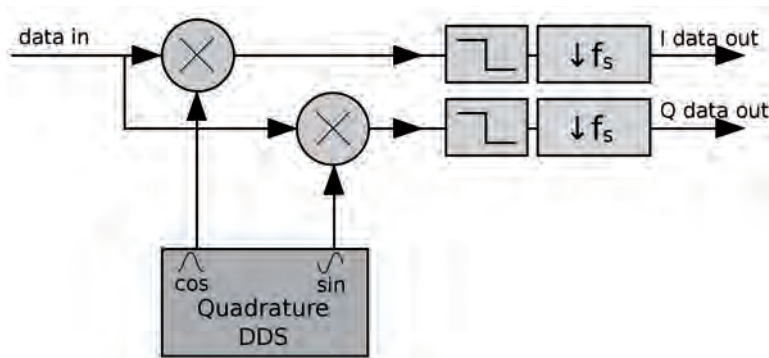 data in
I data out
↓fs
Q data out
↓fs
cos
sin
Quadrature
DDS